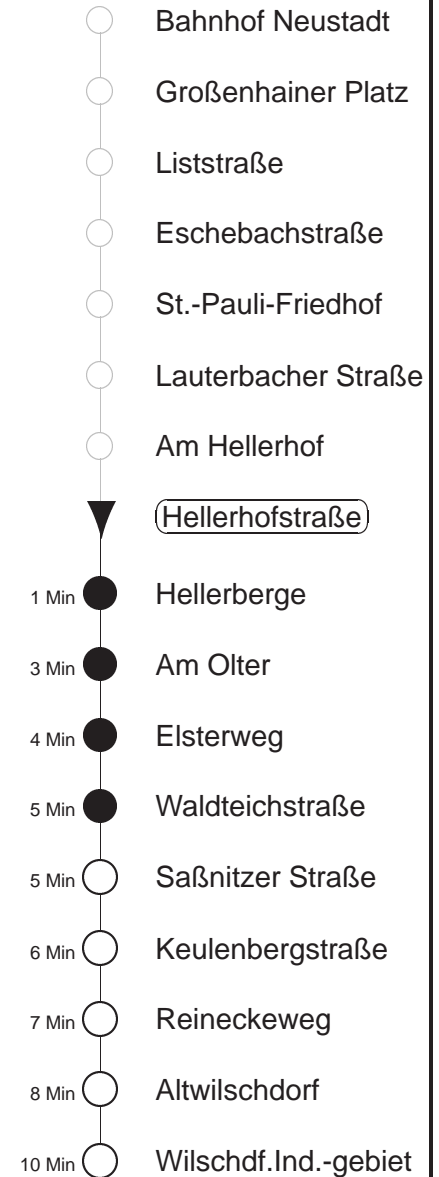 Bahnhof Neustadt
Großenhainer Platz
Liststraße
Eschebachstraße
St.-Pauli-Friedhof
Lauterbacher Straße
Am Hellerhof
Hellerhofstraße
1 Min Hellerberge
3 Min Am Olter
4 Min Elsterweg
5 Min Waldteichstraße
5 Min Saßnitzer Straße
6 Min Keulenbergstraße
7 Min Reineckeweg
8 Min Altwilschdorf
10 Min Wilschdf.Ind.-gebiet